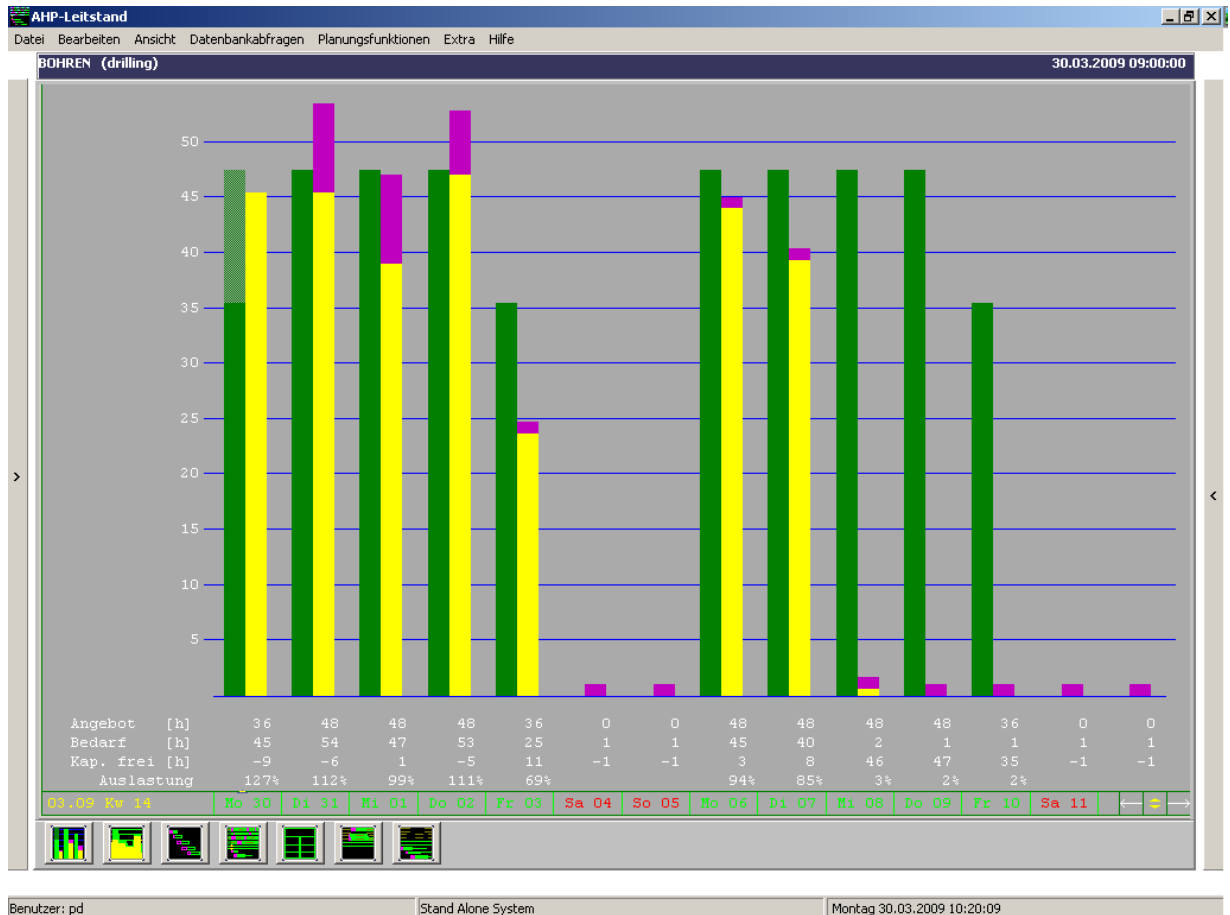 AHP-Leitstand
Datei Bearbeiten Ansicht Datenbankabfragen Planungsfunktionen Extra Hilfe
BOHREN (drilling) 30.03.2009 09:00:00
50
45
40
35
30
25
20
15
10
5
Angebot [h] 36 48 48 48 36 0 0 48 48 48 48 36 0 0
Bedarf [h] 45 54 47 53 25 1 1 45 40 2 1 1 1 1
Kap. frei [h] -9 -6 1 -5 11 -1 -1 3 8 46 47 35 -1 -1
Auslastung 127% 112% 99% 111% 69% 94% 85% 3% 2% 2%
03.09 Kw 14 Mo 30 Di 31 Mi 01 Do 02 Fr 03 Sa 04 So 05 Mo 06 Di 07 Mi 08 Do 09 Fr 10 Sa 11
Benutzer: pd Stand Alone System Montag 30.03.2009 10:20:09